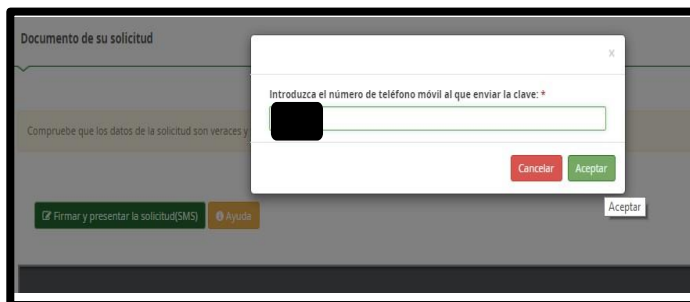 Documento de su solicitud
x
Introduzca el número de teléfono móvil al que enviar la clave: *
Compruebe que los datos de la solicitud son veraces y
Cancelar
Aceptar
Aceptar
Firmar y presentar la solicitud(SMS)
Ayuda